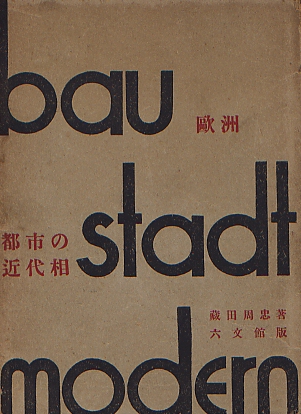 bau
歐洲
都市の
近代相
stadt
蔵田周忠著
六文館版
modern